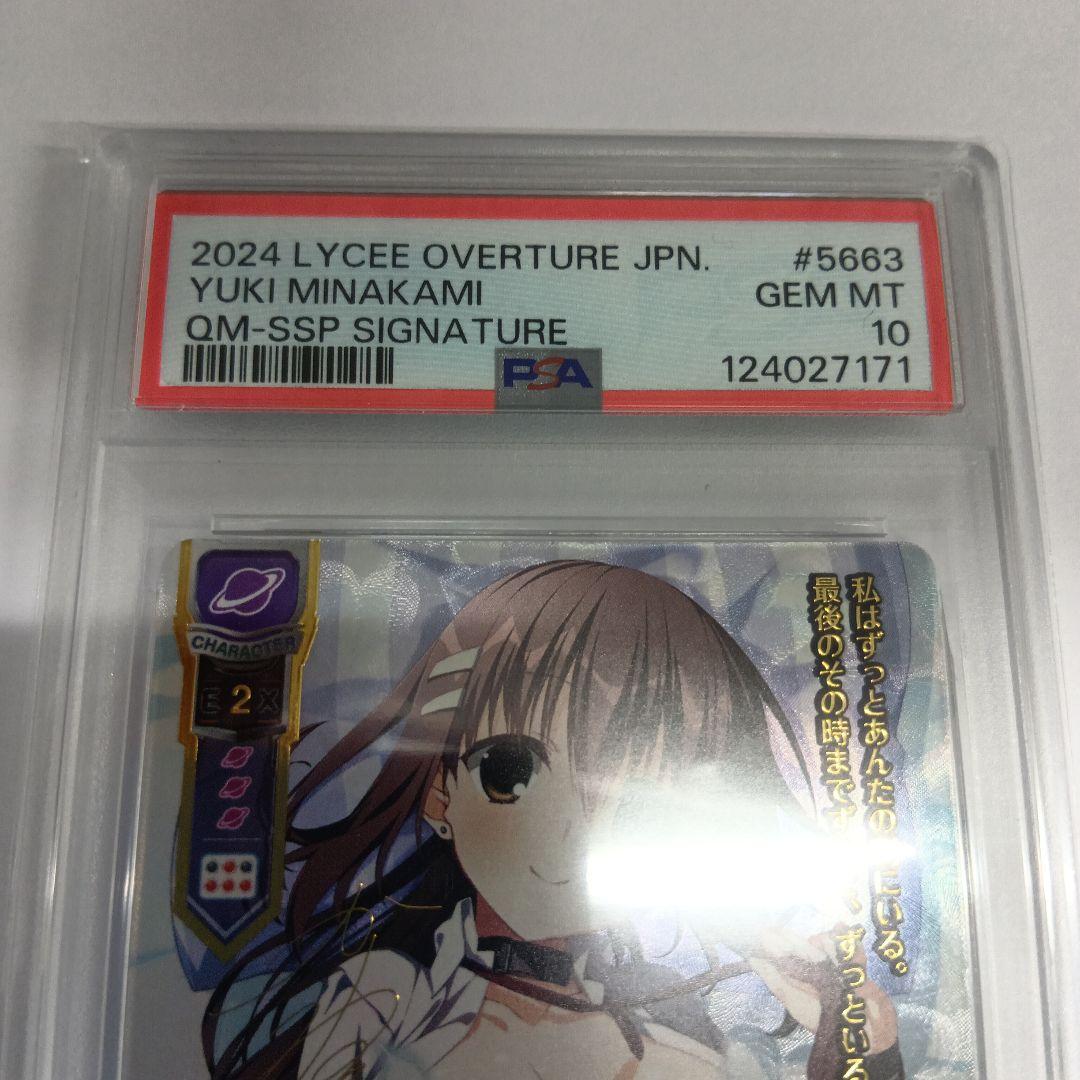 2024 LYCEE OVERTURE JPN. #5663
YUKI MINAKAMI GEM MT
QM-SSP SIGNATURE 10
PSA 124027171
CHARACTER
E 2 X
私はずっとあんたの にいる。
最後のその時まで ずっといる